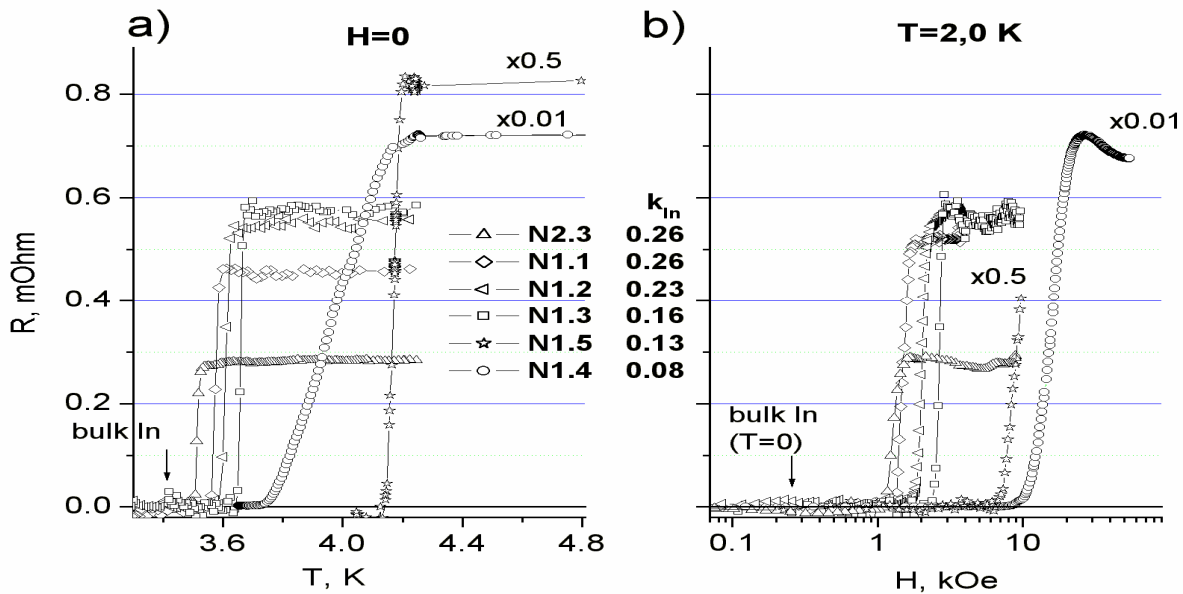 a)
H=0
x0.5
x0.01
0.8
0.6
0.4
0.2
0.0
R, mOhm
bulk In
3.6 4.0 4.4 4.8
T, K
k_In
N2.3 0.26
N1.1 0.26
N1.2 0.23
N1.3 0.16
N1.5 0.13
N1.4 0.08
b)
T=2,0 K
x0.01
x0.5
bulk In
(T=0)
0.1 1 10
H, kOe